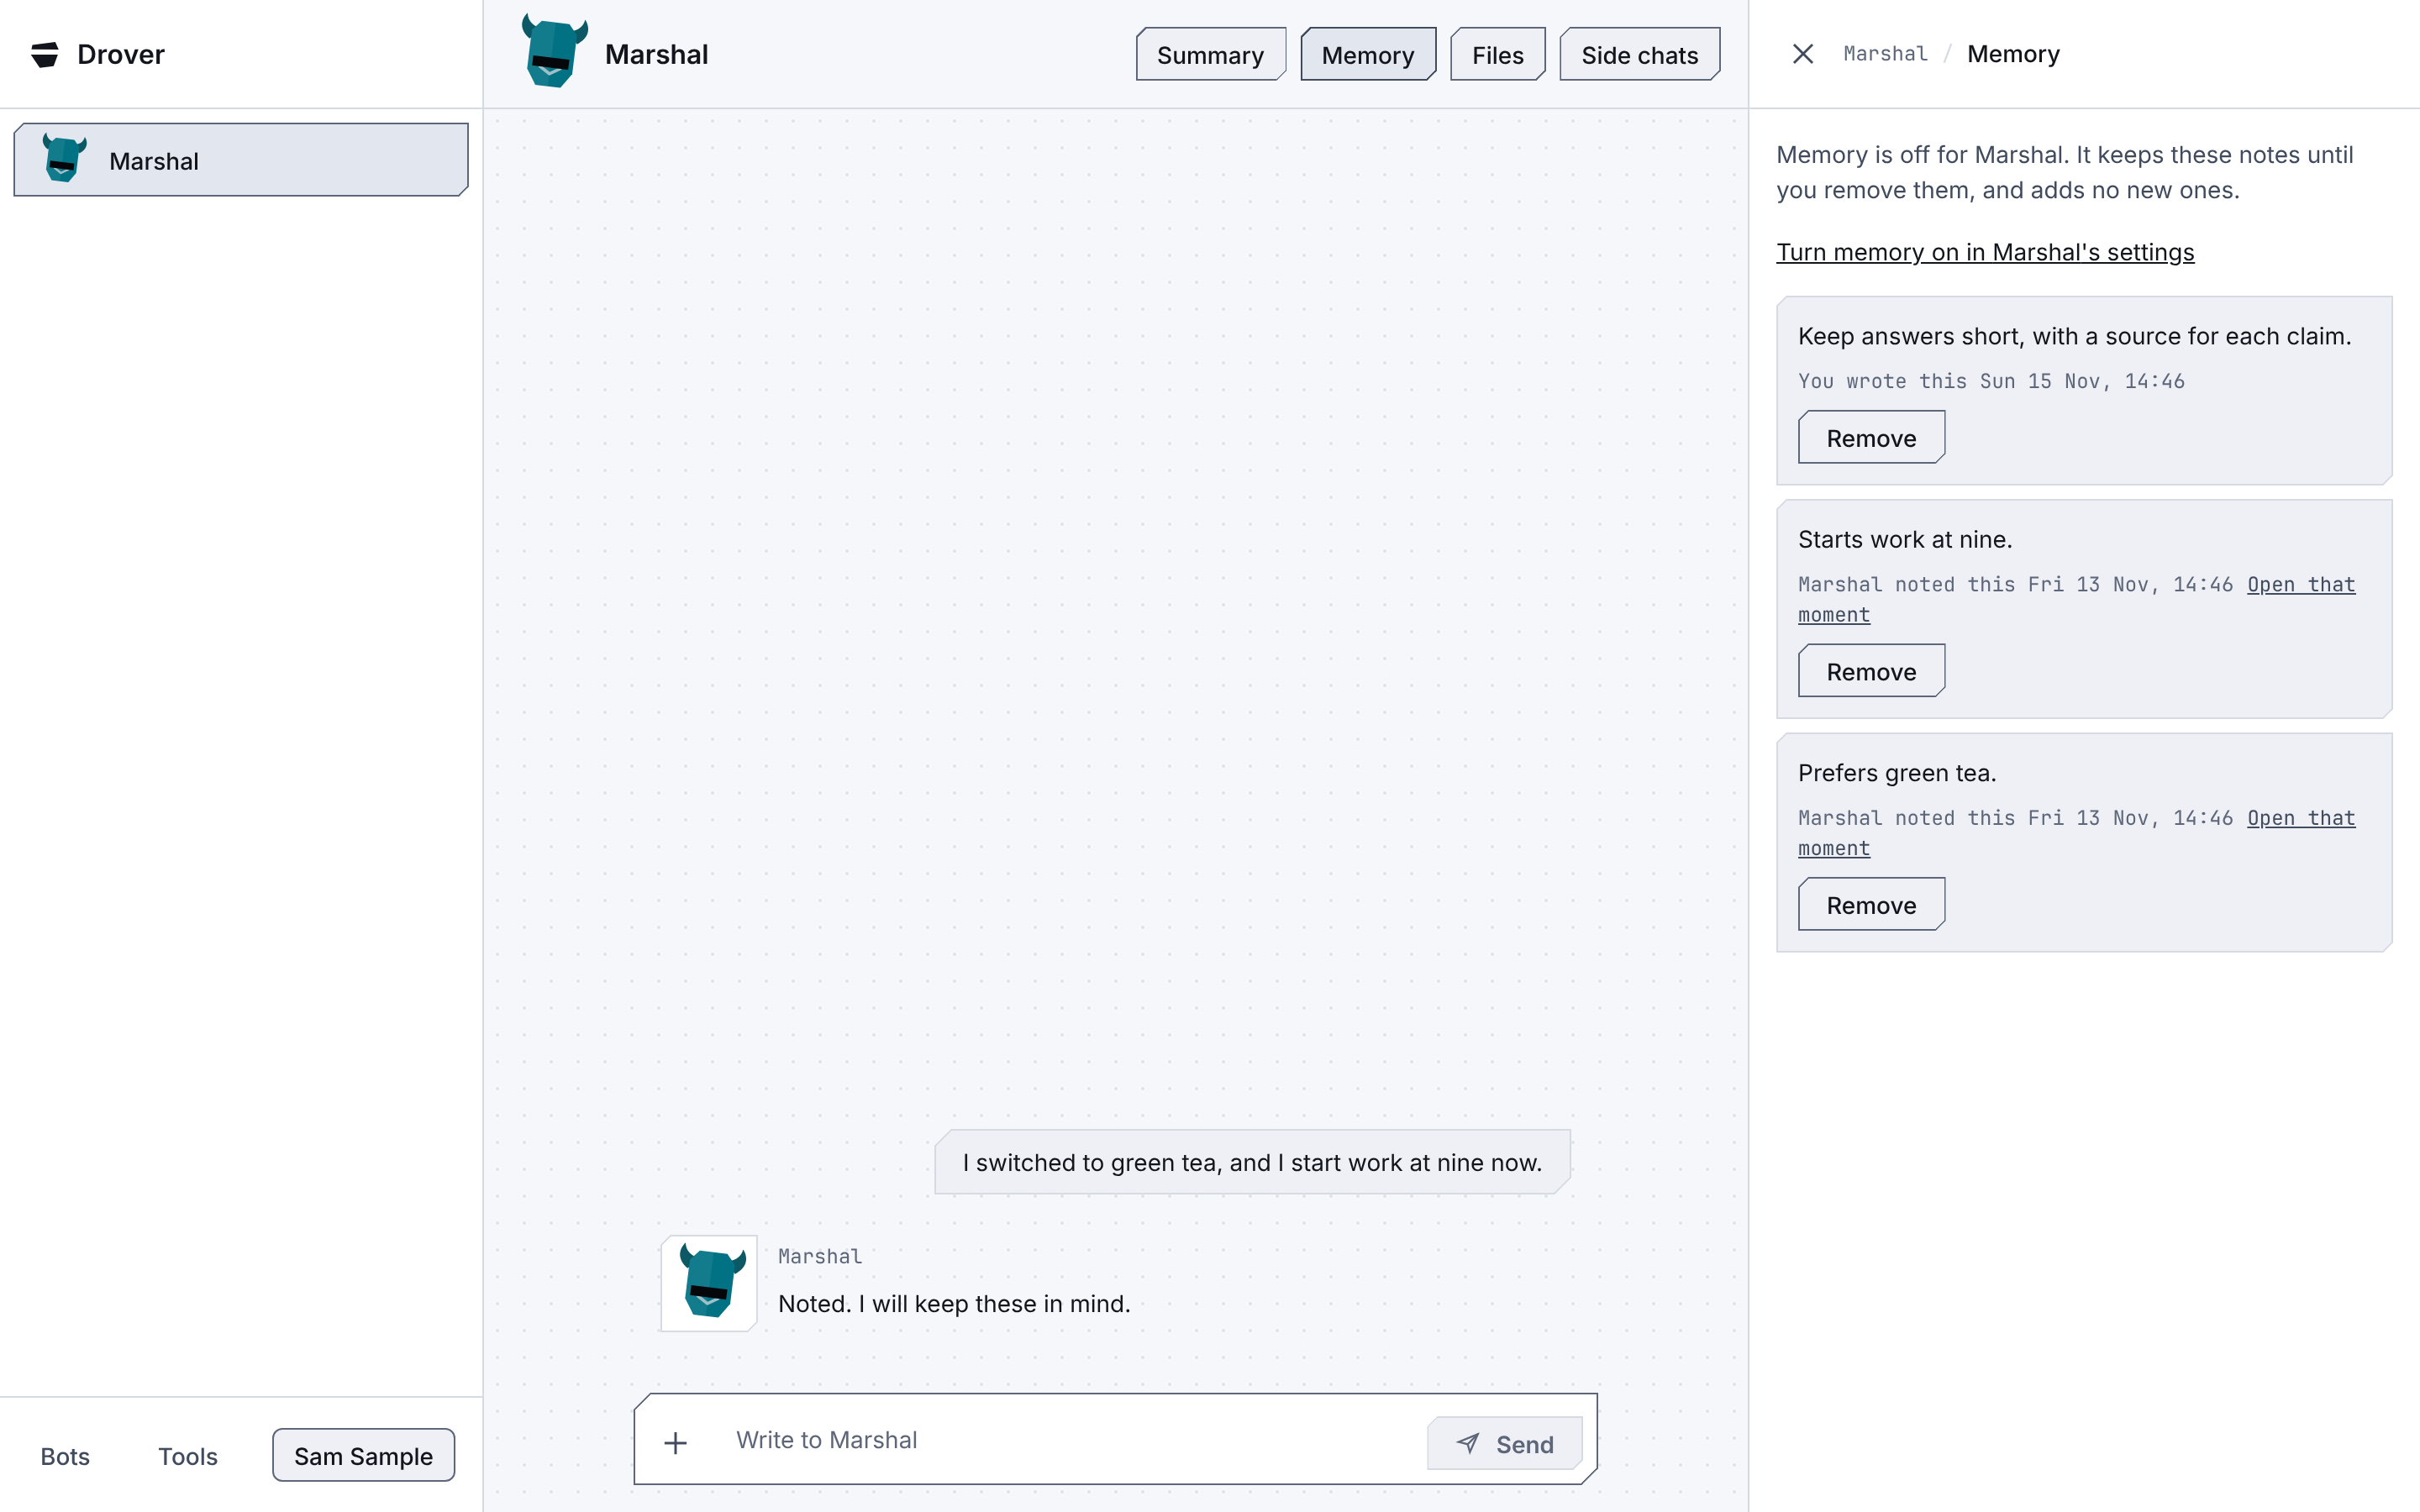 Drover
Marshal
Marshal
Summary
Memory
Files
Side chats
I switched to green tea, and I start work at nine now.
Marshal
Noted. I will keep these in mind.
Write to Marshal
Send
Bots
Tools
Sam Sample
Marshal / Memory
Memory is off for Marshal. It keeps these notes until
you remove them, and adds no new ones.
Turn memory on in Marshal's settings
Keep answers short, with a source for each claim.
You wrote this Sun 15 Nov, 14:46
Remove
Starts work at nine.
Marshal noted this Fri 13 Nov, 14:46 Open that
moment
Remove
Prefers green tea.
Marshal noted this Fri 13 Nov, 14:46 Open that
moment
Remove